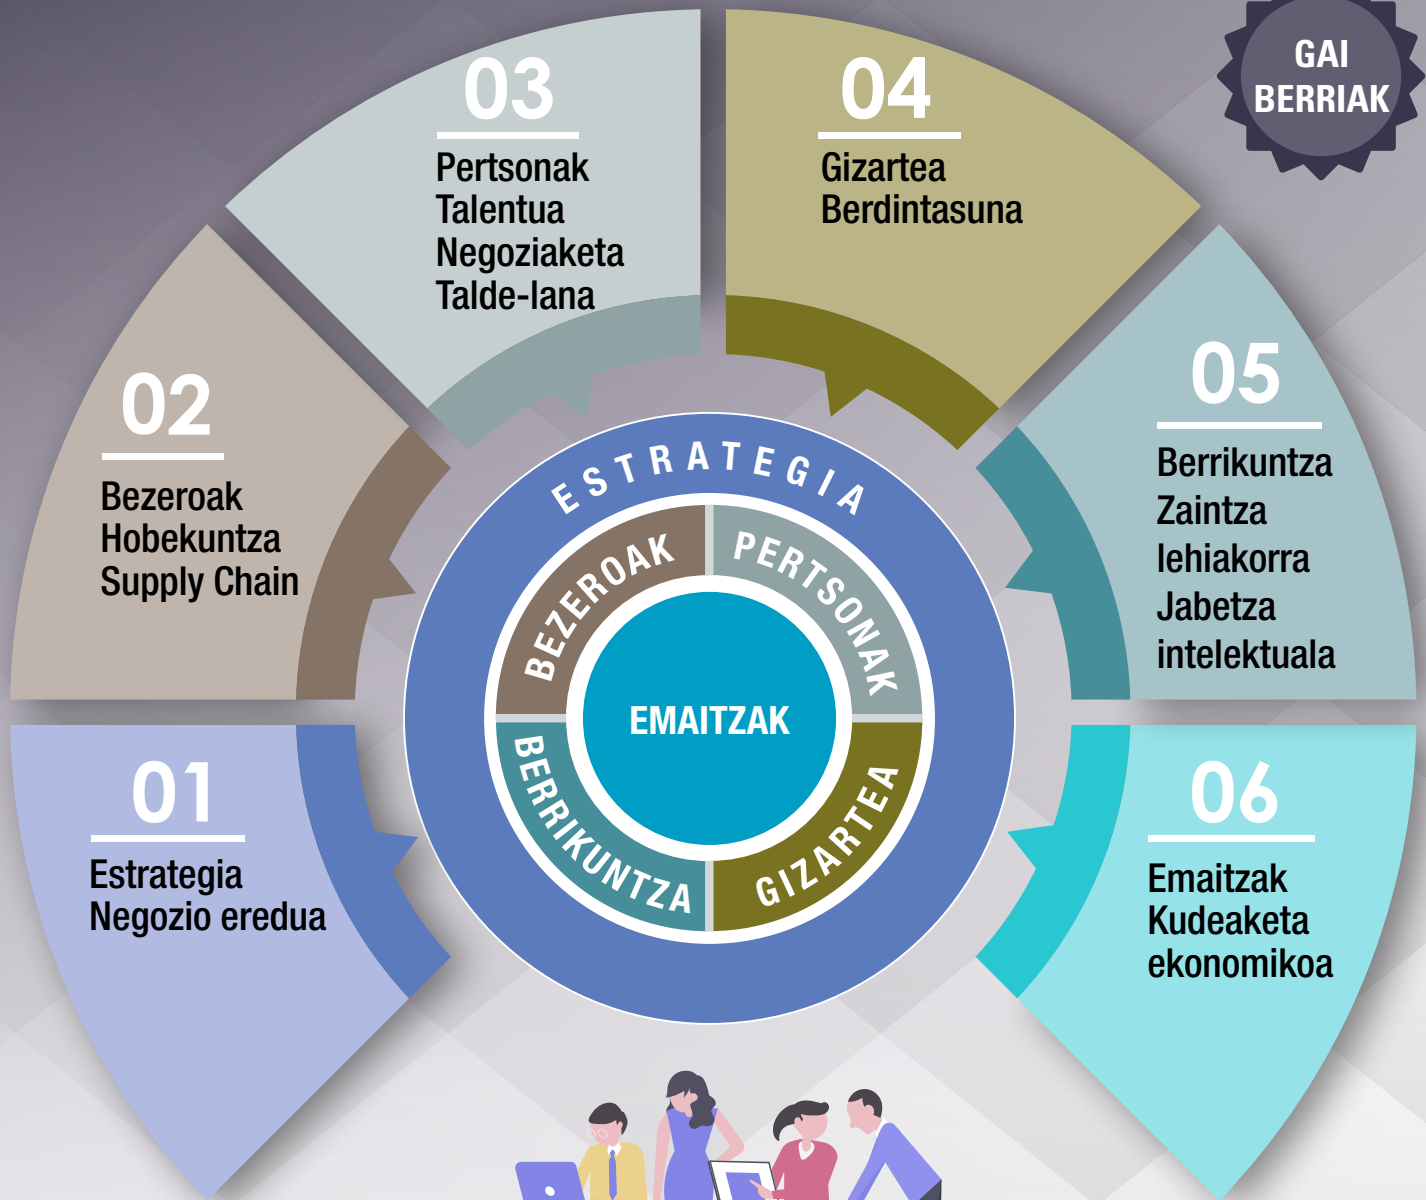 GAI
BERRIAK
03
Pertsonak
Talentua
Negoziaketa
Talde-lana
04
Gizartea
Berdintasuna
02
Bezeroak
Hobekuntza
Supply Chain
05
Berrikuntza
Zaintza
lehiakorra
Jabetza
intelektuala
01
Estrategia
Negozio eredua
06
Emaitzak
Kudeaketa
ekonomikoa
ESTRATEGIA
BEZEROAK
PERTSONAK
EMAITZAK
BERRIKUNTZA
GIZARTEA